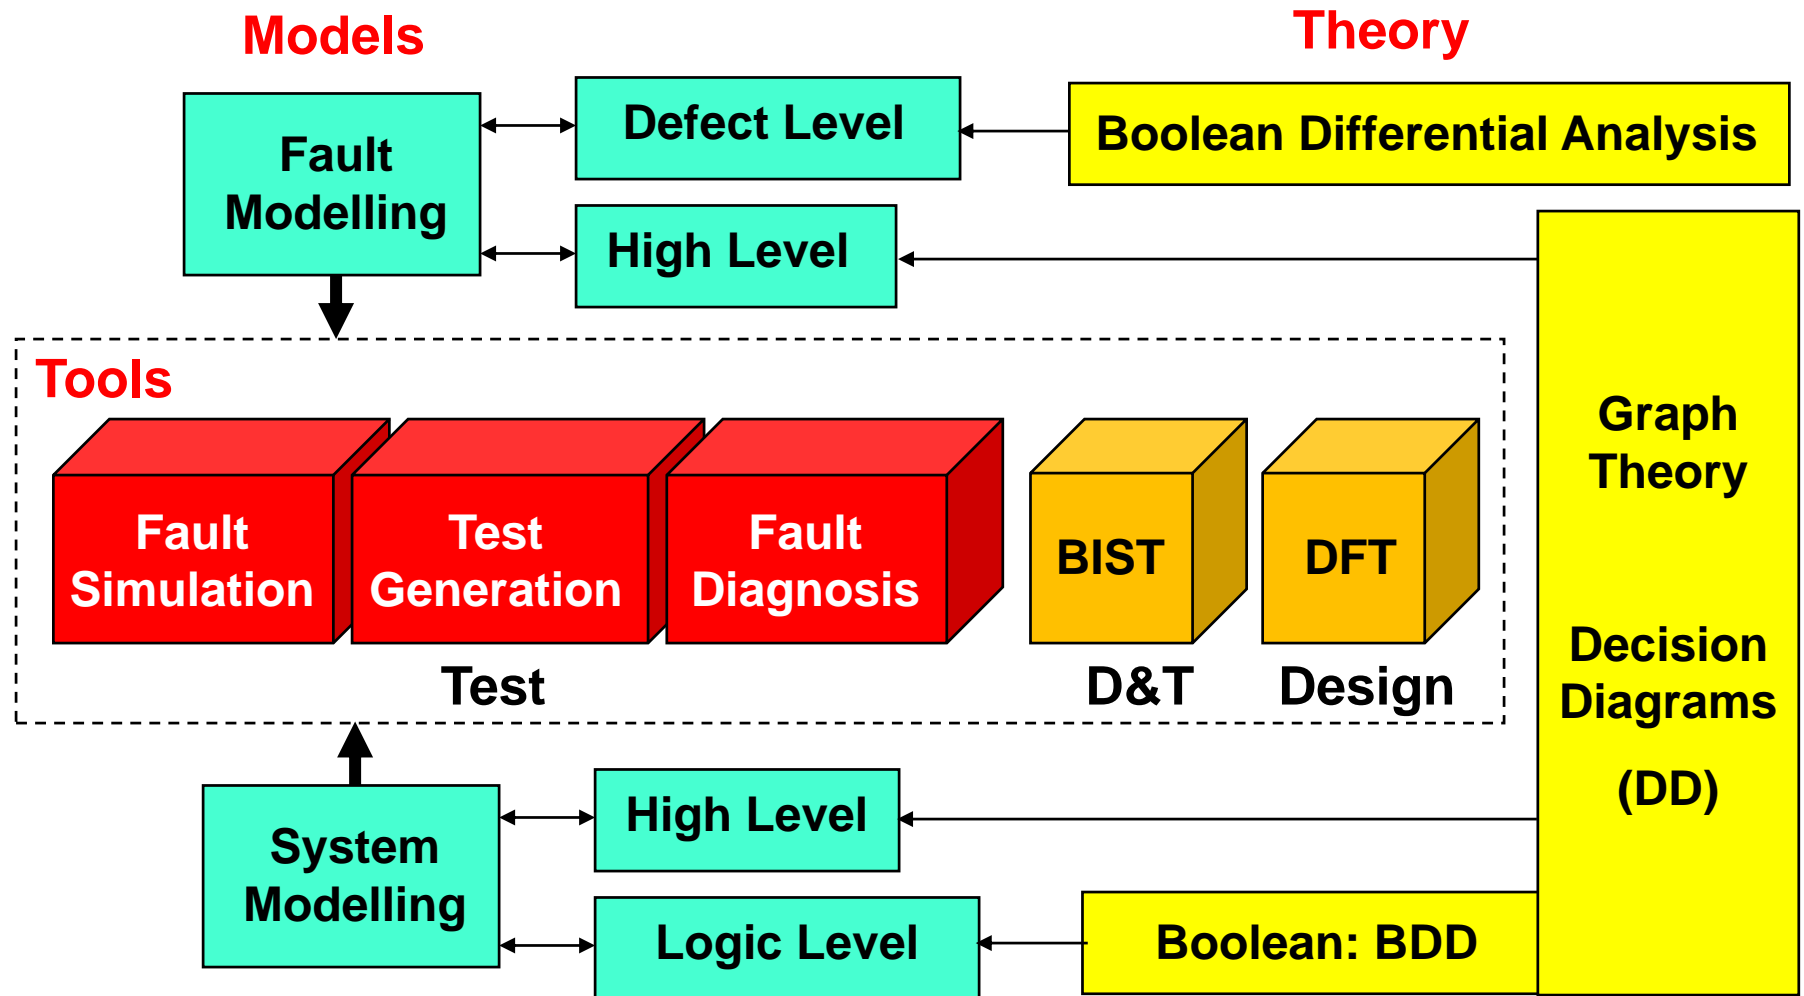 Models
Theory
Fault
Modelling
Defect Level
Boolean Differential Analysis
High Level
Tools
Fault
Simulation
Test
Generation
Fault
Diagnosis
BIST
DFT
Test
D&T
Design
Graph
Theory
Decision
Diagrams
(DD)
System
Modelling
High Level
Logic Level
Boolean: BDD